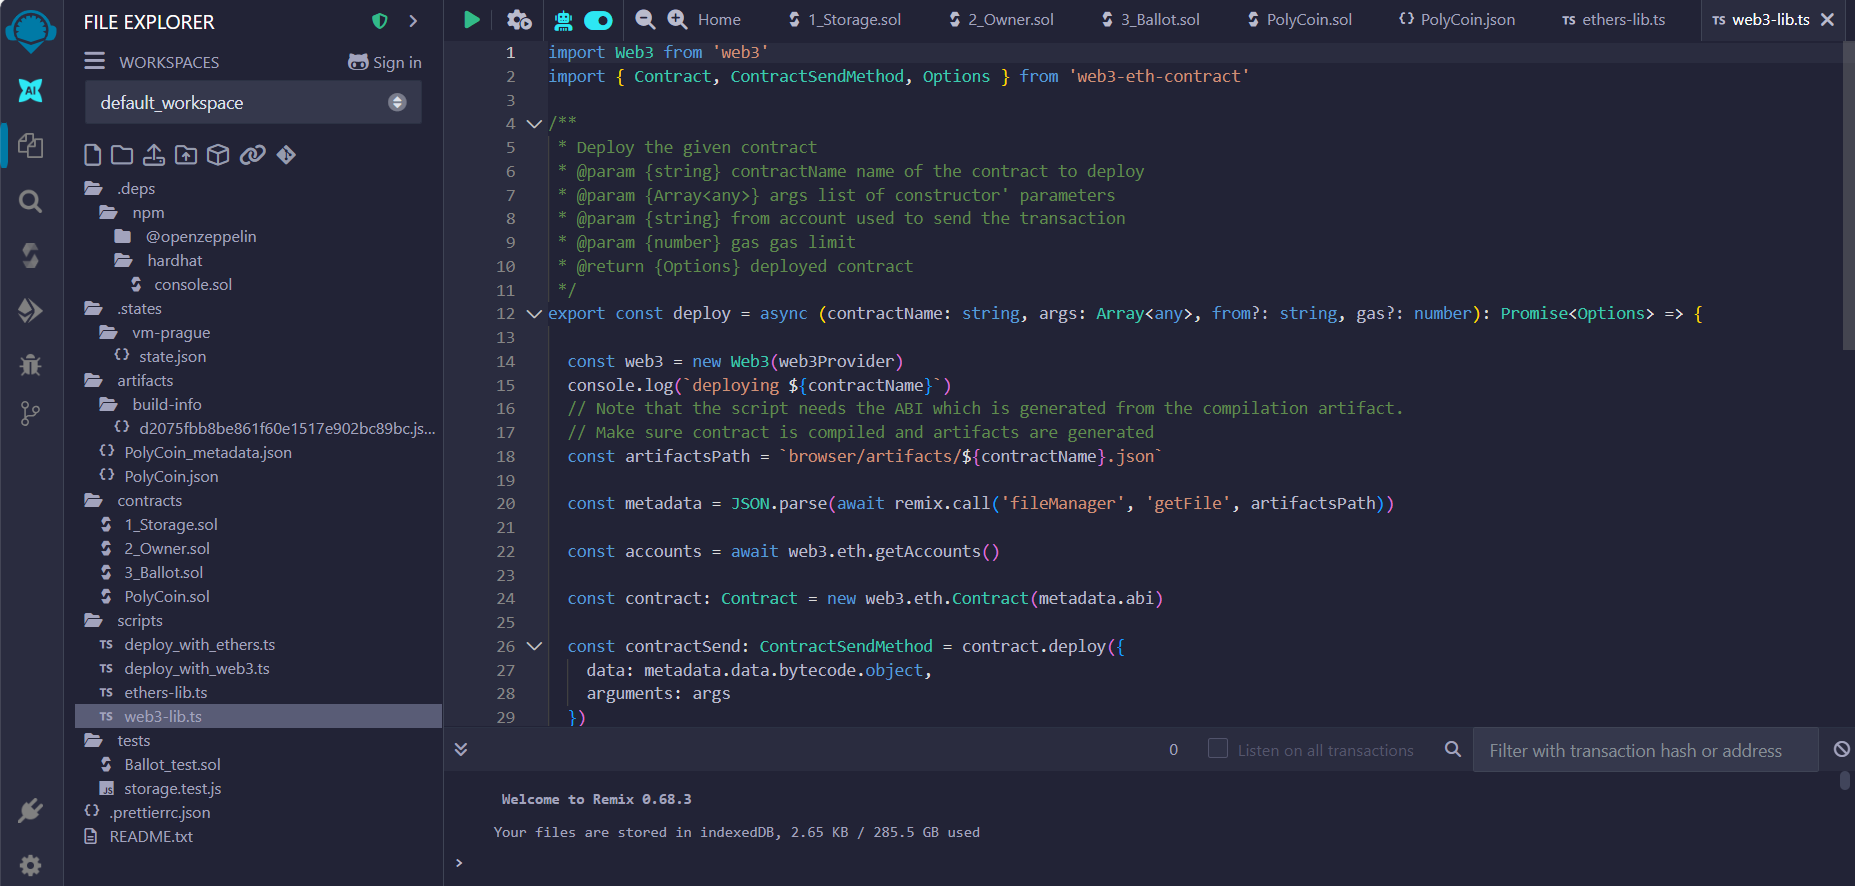 FILE EXPLORER
WORKSPACES
Sign in
default_workspace
AI
.deps
npm
@openzeppelin
hardhat
console.sol
.states
vm-prague
{} state.json
artifacts
build-info
{} d2075fbb8be861f60e1517e902bc89bc.js...
{} PolyCoin_metadata.json
{} PolyCoin.json
contracts
1_Storage.sol
2_Owner.sol
3_Ballot.sol
PolyCoin.sol
scripts
TS deploy_with_ethers.ts
TS deploy_with_web3.ts
TS ethers-lib.ts
TS web3-lib.ts
tests
Ballot_test.sol
JS storage.test.js
{} .prettierrc.json
README.txt
Home 1_Storage.sol 2_Owner.sol 3_Ballot.sol PolyCoin.sol {} PolyCoin.json TS ethers-lib.ts TS web3-lib.ts
1 import Web3 from 'web3'
2 import { Contract, ContractSendMethod, Options } from 'web3-eth-contract'
3
4 /**
5 * Deploy the given contract
6 * @param {string} contractName name of the contract to deploy
7 * @param {Array<any>} args list of constructor' parameters
8 * @param {string} from account used to send the transaction
9 * @param {number} gas gas limit
10 * @return {Options} deployed contract
11 */
12 export const deploy = async (contractName: string, args: Array<any>, from?: string, gas?: number): Promise<Options> => {
13
14 const web3 = new Web3(web3Provider)
15 console.log(`deploying ${contractName}`)
16 // Note that the script needs the ABI which is generated from the compilation artifact.
17 // Make sure contract is compiled and artifacts are generated
18 const artifactsPath = `browser/artifacts/${contractName}.json`
19
20 const metadata = JSON.parse(await remix.call('fileManager', 'getFile', artifactsPath))
21
22 const accounts = await web3.eth.getAccounts()
23
24 const contract: Contract = new web3.eth.Contract(metadata.abi)
25
26 const contractSend: ContractSendMethod = contract.deploy({
27 data: metadata.data.bytecode.object,
28 arguments: args
29 })
0 Listen on all transactions Filter with transaction hash or address
Welcome to Remix 0.68.3
Your files are stored in indexedDB, 2.65 KB / 285.5 GB used
>